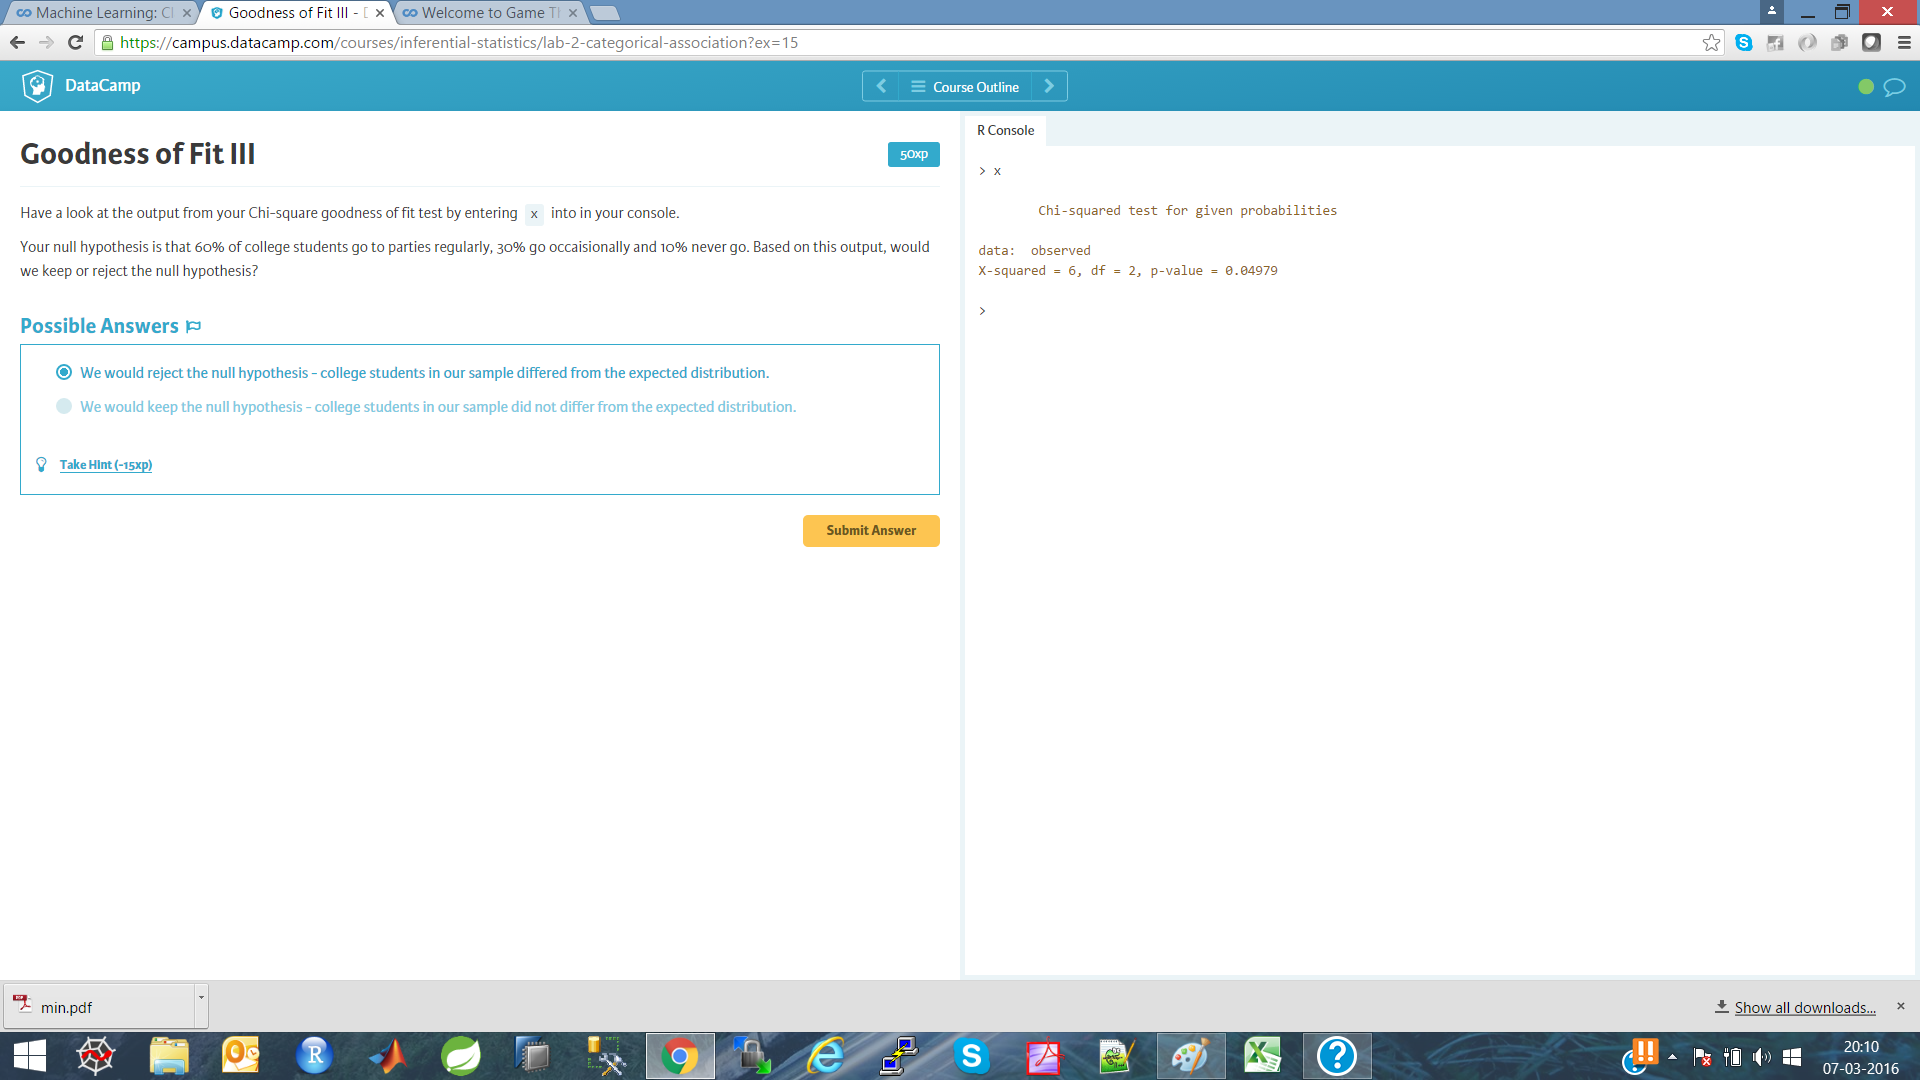 Machine Learning: Cl
Goodness of Fit III -
Welcome to Game Tl
https://campus.datacamp.com/courses/inferential-statistics/lab-2-categorical-association?ex=15
DataCamp
Course Outline
Goodness of Fit III
50xp
Have a look at the output from your Chi-square goodness of fit test by entering x into in your console.
Your null hypothesis is that 60% of college students go to parties regularly, 30% go occaisionally and 10% never go. Based on this output, would
we keep or reject the null hypothesis?
Possible Answers
We would reject the null hypothesis - college students in our sample differed from the expected distribution.
We would keep the null hypothesis - college students in our sample did not differ from the expected distribution.
Take Hint (-15xp)
Submit Answer
R Console
> x
Chi-squared test for given probabilities
data: observed
X-squared = 6, df = 2, p-value = 0.04979
>
min.pdf
Show all downloads...
20:10
07-03-2016